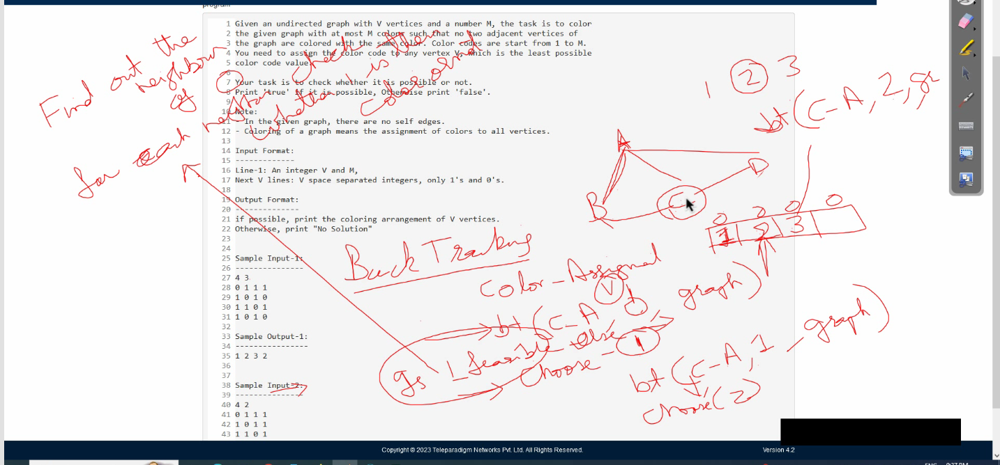 program
1 Given an undirected graph with V vertices and a number M, the task is to color
2 the given graph with at most M colors such that no two adjacent vertices of
3 the graph are colored with the same color. Color codes are start from 1 to M.
4 You need to assign the color code to any vertex V, which is the least possible
5 color code value.
6
7 Your task is to check whether it is possible or not.
8 Print 'true' if it is possible, Otherwise print 'false'.
9
10 Note:
11 - In the given graph, there are no self edges.
12 - Coloring of a graph means the assignment of colors to all vertices.
13
14 Input Format:
15 -------------
16 Line-1: An integer V and M,
17 Next V lines: V space separated integers, only 1's and 0's.
18
19 Output Format:
20 -------------
21 if possible, print the coloring arrangement of V vertices.
22 Otherwise, print "No Solution"
23
24
25 Sample Input-1:
26 ---------------
27 4 3
28 0 1 1 1
29 1 0 1 0
30 1 1 0 1
31 1 0 1 0
32
33 Sample Output-1:
34 ----------------
35 1 2 3 2
36
37
38 Sample Input-2:
39 ---------------
40 4 2
41 0 1 1 1
42 1 0 1 1
43 1 1 0 1
Find out the
neighbour
of
for each neighbour check
whether 1 is the
color and
1 2 3
bt (C-A, 2, gr
A
B C D
0 2 0 0
1 2 3
Back Tracking
Color-Assigned
V
bt (C-A, 1, graph)
Is 1 feasible else
choose - 1
bt (C-A, 1, graph)
choose(2)
Copyright © 2023 Teleparadigm Networks Pvt. Ltd. All Rights Reserved.
Version 4.2
ENG